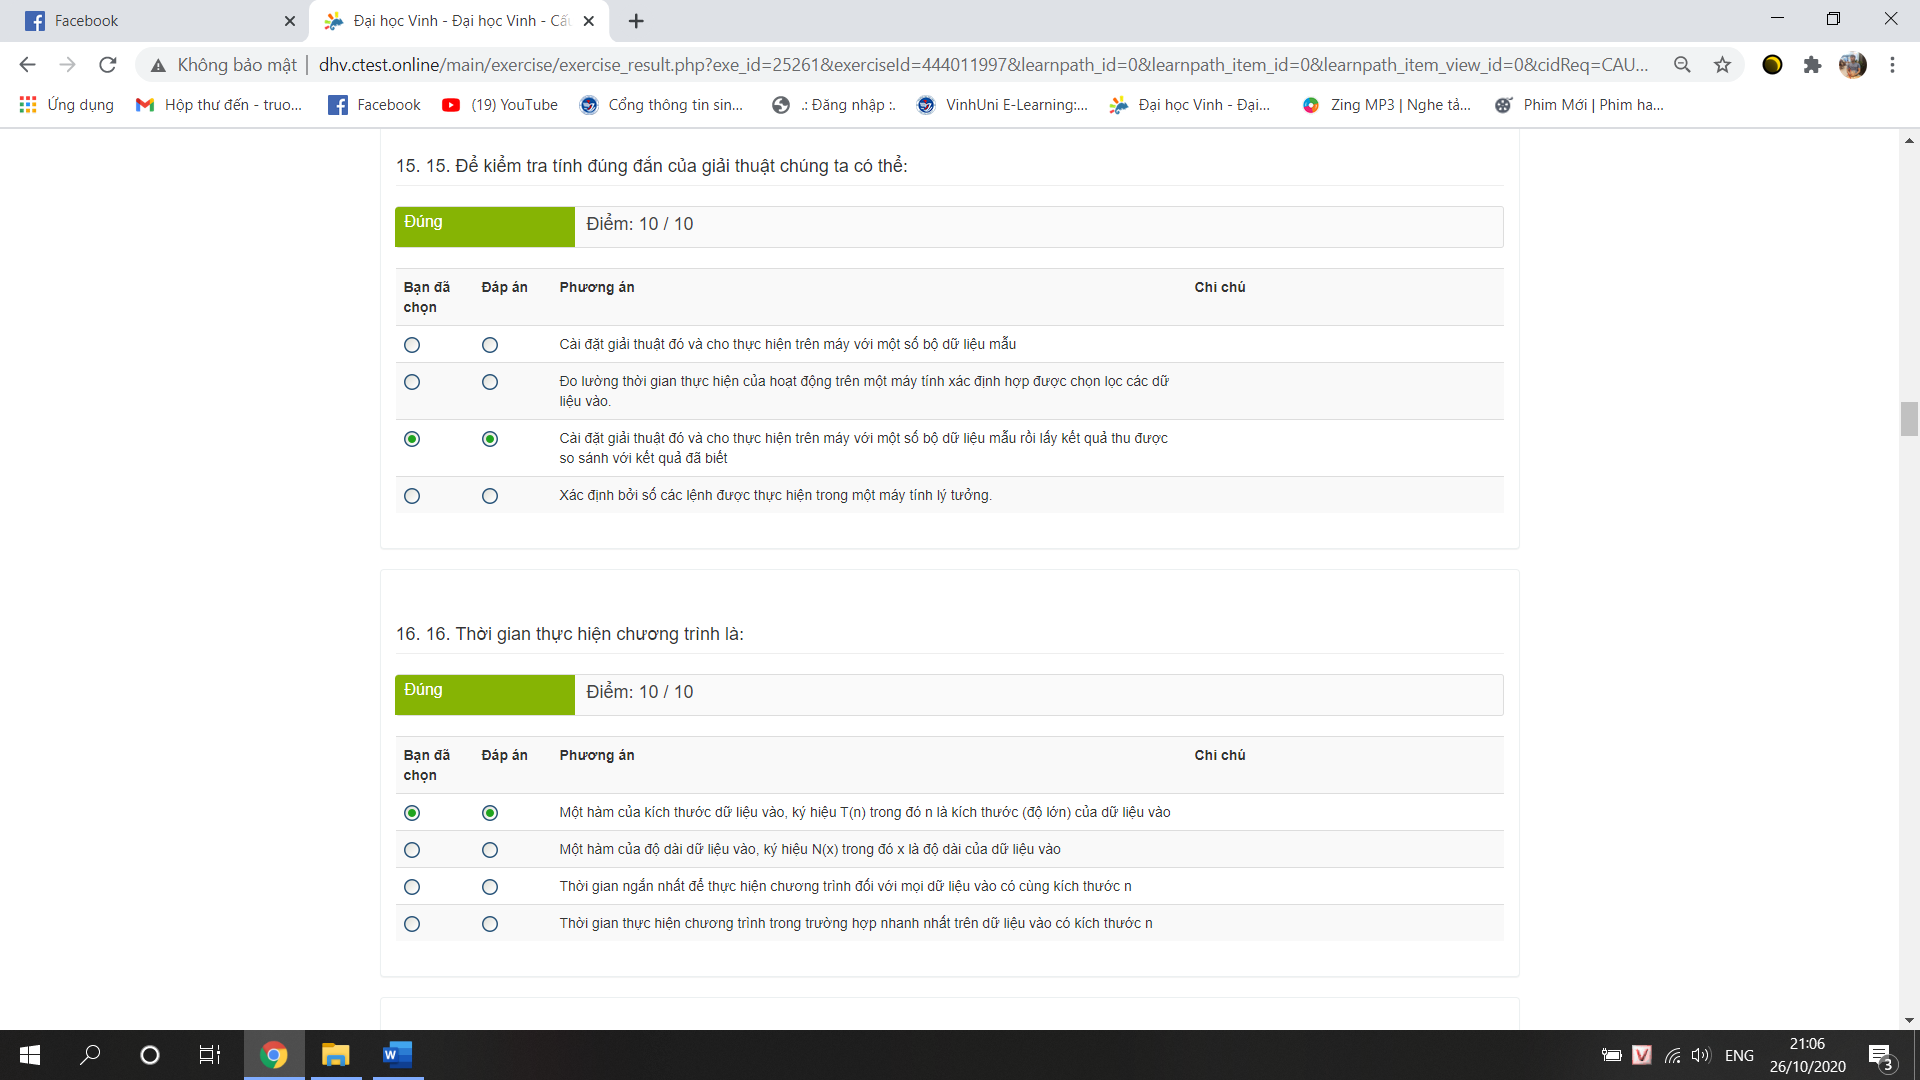 Facebook
Đại học Vinh - Đại học Vinh - Cấu
Không bảo mật | dhv.ctest.online/main/exercise/exercise_result.php?exe_id=25261&exerciseId=444011997&learnpath_id=0&learnpath_item_id=0&learnpath_item_view_id=0&cidReq=CAU...
Ứng dụng
Hộp thư đến - truo...
Facebook
(19) YouTube
Cổng thông tin sin...
.: Đăng nhập :.
VinhUni E-Learning:...
Đại học Vinh - Đại...
Zing MP3 | Nghe tả...
Phim Mới | Phim ha...
15. 15. Để kiểm tra tính đúng đắn của giải thuật chúng ta có thể:
Đúng
Điểm: 10 / 10
Bạn đã chọn
Đáp án
Phương án
Chi chú
Cài đặt giải thuật đó và cho thực hiện trên máy với một số bộ dữ liệu mẫu
Đo lường thời gian thực hiện của hoạt động trên một máy tính xác định hợp được chọn lọc các dữ
liệu vào.
Cài đặt giải thuật đó và cho thực hiện trên máy với một số bộ dữ liệu mẫu rồi lấy kết quả thu được
so sánh với kết quả đã biết
Xác định bởi số các lệnh được thực hiện trong một máy tính lý tưởng.
16. 16. Thời gian thực hiện chương trình là:
Đúng
Điểm: 10 / 10
Bạn đã chọn
Đáp án
Phương án
Chi chú
Một hàm của kích thước dữ liệu vào, ký hiệu T(n) trong đó n là kích thước (độ lớn) của dữ liệu vào
Một hàm của độ dài dữ liệu vào, ký hiệu N(x) trong đó x là độ dài của dữ liệu vào
Thời gian ngắn nhất để thực hiện chương trình đối với mọi dữ liệu vào có cùng kích thước n
Thời gian thực hiện chương trình trong trường hợp nhanh nhất trên dữ liệu vào có kích thước n
ENG
21:06
26/10/2020
3